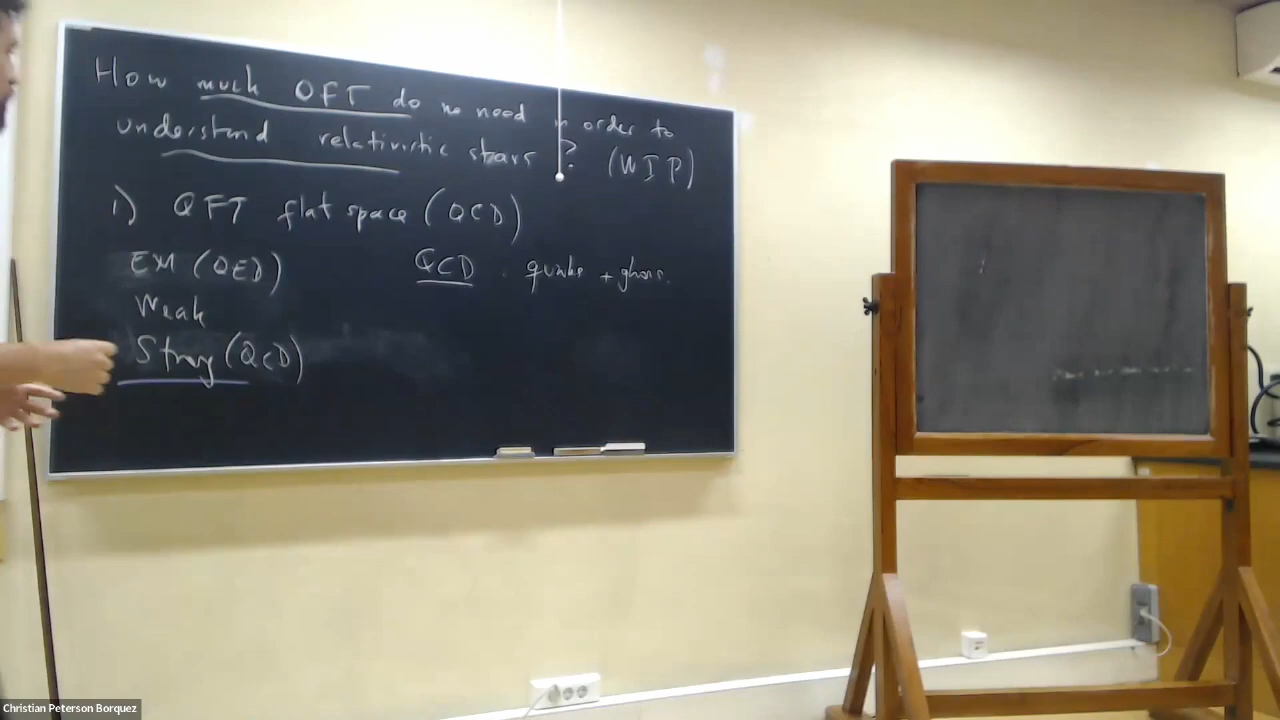 How much QFT do we need in order to
understand relativistic stars? (WIP)
1) QFT flat space (QCD)
EM (QED)
QCD : quarks + gluons.
Weak
Strong (QCD)
Christian Peterson Borquez